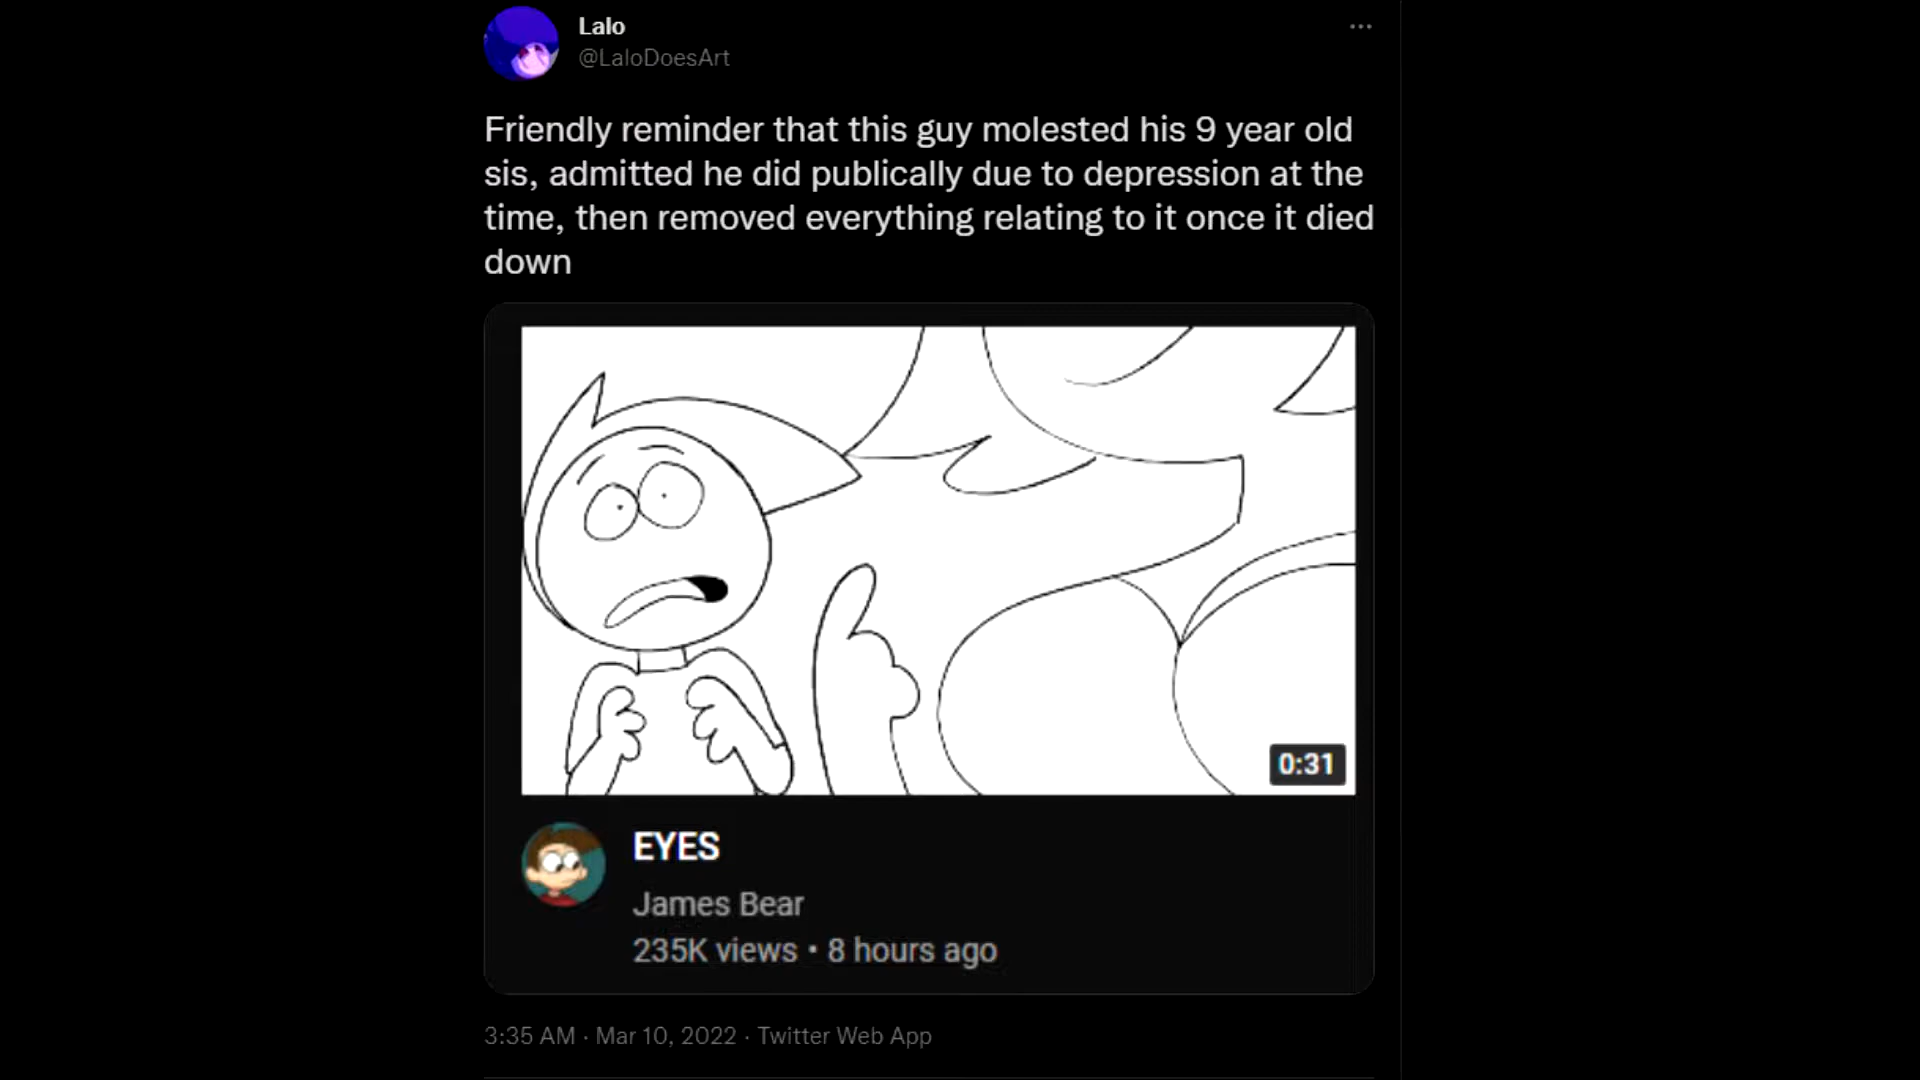 Lalo
@LaloDoesArt
Friendly reminder that this guy molested his 9 year old
sis, admitted he did publically due to depression at the
time, then removed everything relating to it once it died
down
0:31
EYES
James Bear
235K views • 8 hours ago
3:35 AM · Mar 10, 2022 · Twitter Web App